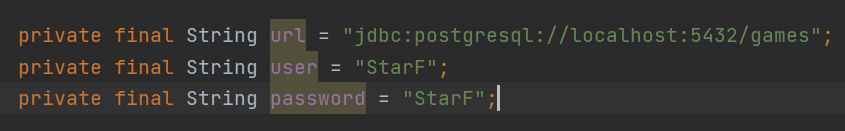 private final String url = "jdbc:postgresql://localhost:5432/games";
private final String user = "StarF";
private final String password = "StarF";